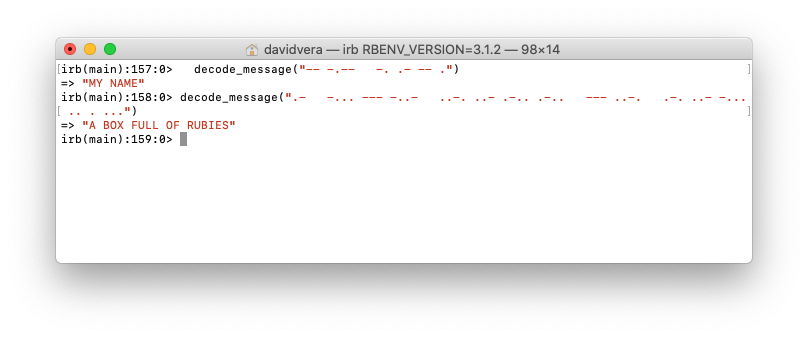 davidvera — irb RBENV_VERSION=3.1.2 — 98×14
[irb(main):157:0>   decode_message("-- -.--   -. .- -- .") ]
=> "MY NAME"
irb(main):158:0> decode_message(".-   -... --- -..-   ..-. ..- .-.. .-..   --- ..-.   .-. ..- -...
[ .. . ...") ]
=> "A BOX FULL OF RUBIES"
irb(main):159:0>